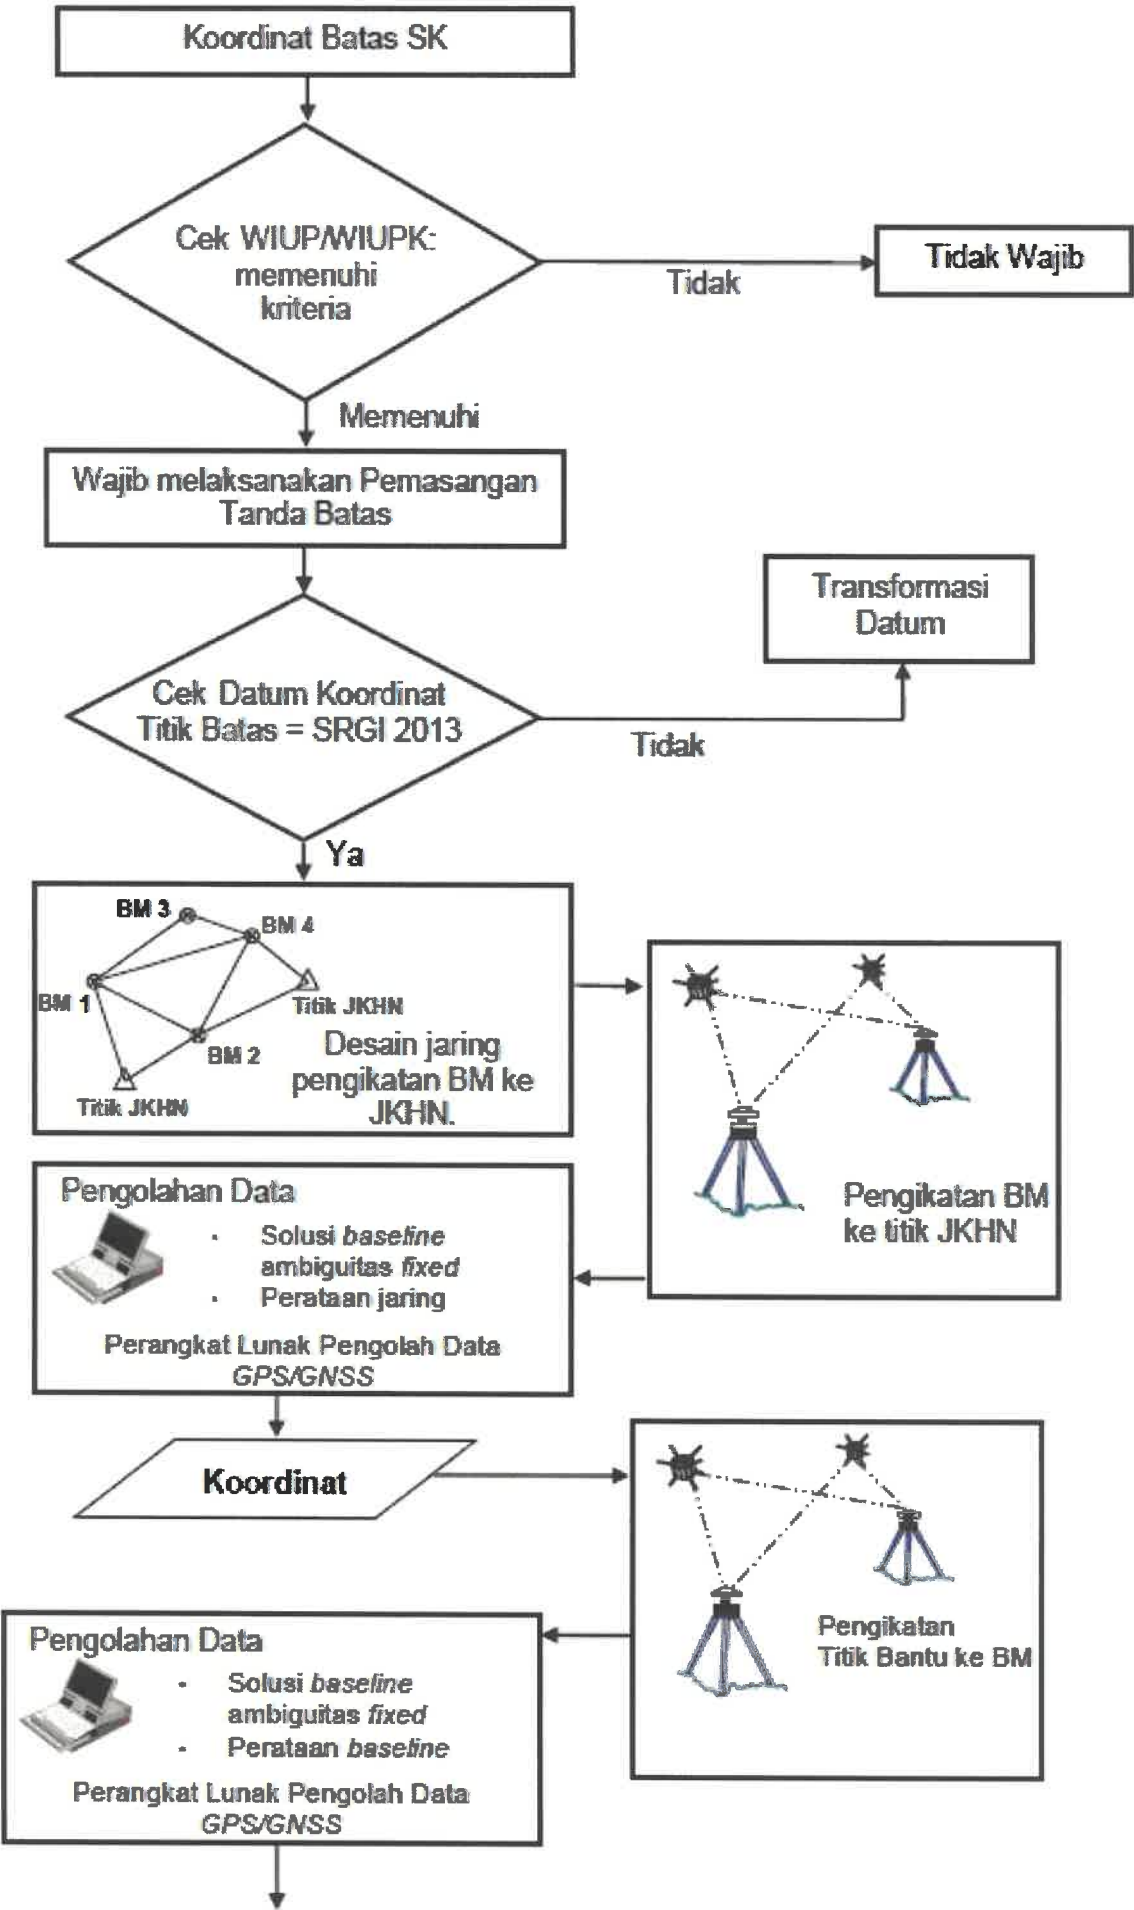 Koordinat Batas SK
Cek WIUP/WIUPK:
memenuhi
kriteria
Tidak
Tidak Wajib
Memenuhi
Wajib melaksanakan Pemasangan
Tanda Batas
Transformasi
Datum
Cek Datum Koordinat
Titik Batas = SRGI 2013
Tidak
Ya
BM 3
BM 4
BM 1
Titik JKHN
BM 2
Titik JKHN
Desain jaring
pengikatan BM ke
JKHN.
Pengikatan BM
ke titik JKHN
Pengolahan Data
- Solusi baseline
ambiguitas fixed
- Perataan jaring
Perangkat Lunak Pengolah Data
GPS/GNSS
Koordinat
Pengikatan
Titik Bantu ke BM
Pengolahan Data
- Solusi baseline
ambiguitas fixed
- Perataan baseline
Perangkat Lunak Pengolah Data
GPS/GNSS